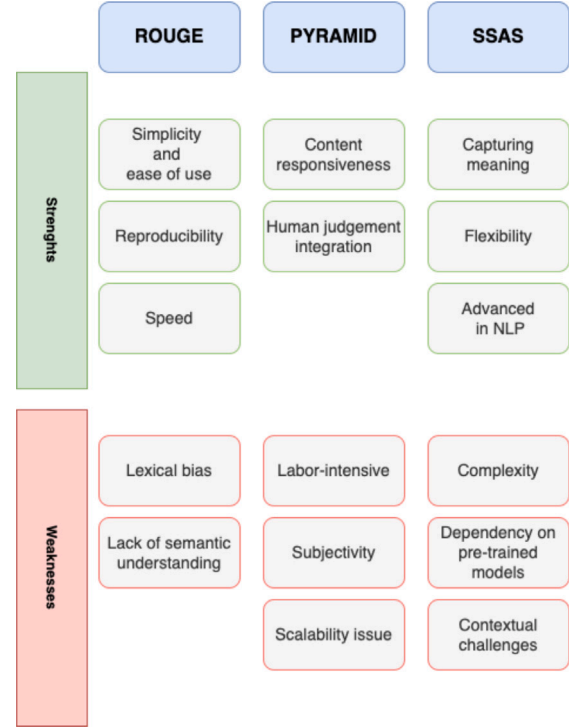 ROUGE
PYRAMID
SSAS
Strenghts
Simplicity
and
ease of use
Content
responsiveness
Capturing
meaning
Reproducibility
Human judgement
integration
Flexibility
Speed
Advanced
in NLP
Weaknesses
Lexical bias
Labor-intensive
Complexity
Lack of semantic
understanding
Subjectivity
Dependency on
pre-trained
models
Scalability issue
Contextual
challenges